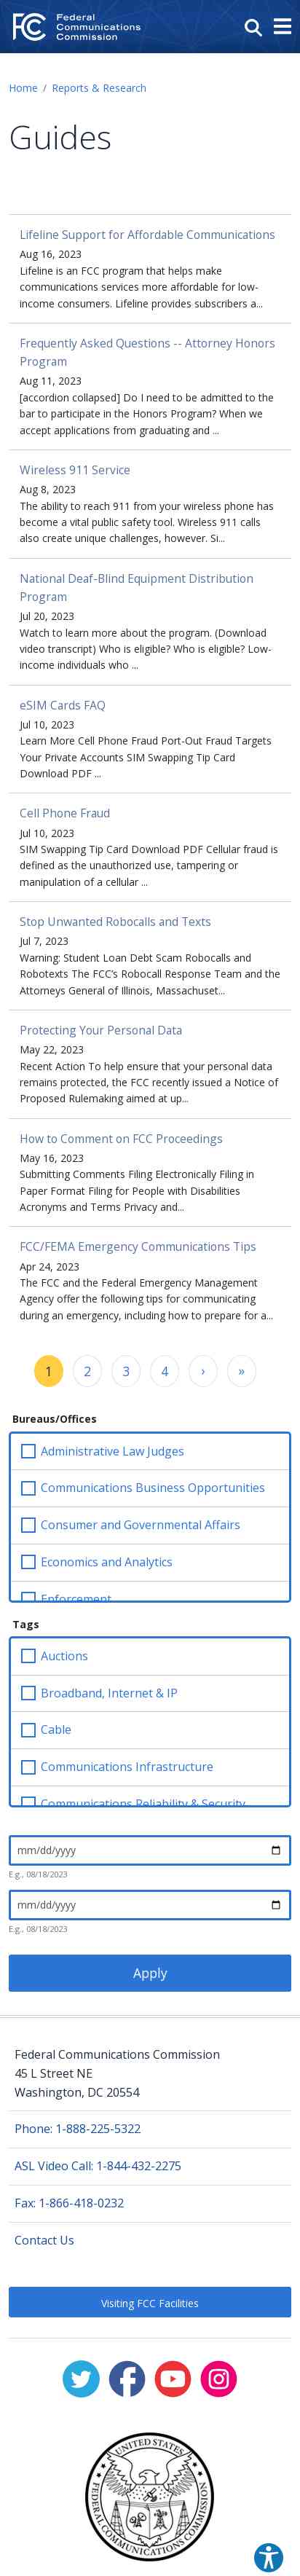 FC
Federal
Communications
Commission
Home / Reports & Research
Guides
Lifeline Support for Affordable Communications
Aug 16, 2023
Lifeline is an FCC program that helps make
communications services more affordable for low-
income consumers. Lifeline provides subscribers a...
Frequently Asked Questions -- Attorney Honors
Program
Aug 11, 2023
[accordion collapsed] Do I need to be admitted to the
bar to participate in the Honors Program? When we
accept applications from graduating and ...
Wireless 911 Service
Aug 8, 2023
The ability to reach 911 from your wireless phone has
become a vital public safety tool. Wireless 911 calls
also create unique challenges, however. Si...
National Deaf-Blind Equipment Distribution
Program
Jul 20, 2023
Watch to learn more about the program. (Download
video transcript) Who is eligible? Who is eligible? Low-
income individuals who ...
eSIM Cards FAQ
Jul 10, 2023
Learn More Cell Phone Fraud Port-Out Fraud Targets
Your Private Accounts SIM Swapping Tip Card
Download PDF ...
Cell Phone Fraud
Jul 10, 2023
SIM Swapping Tip Card Download PDF Cellular fraud is
defined as the unauthorized use, tampering or
manipulation of a cellular ...
Stop Unwanted Robocalls and Texts
Jul 7, 2023
Warning: Student Loan Debt Scam Robocalls and
Robotexts The FCC’s Robocall Response Team and the
Attorneys General of Illinois, Massachuset...
Protecting Your Personal Data
May 22, 2023
Recent Action To help ensure that your personal data
remains protected, the FCC recently issued a Notice of
Proposed Rulemaking aimed at up...
How to Comment on FCC Proceedings
May 16, 2023
Submitting Comments Filing Electronically Filing in
Paper Format Filing for People with Disabilities
Acronyms and Terms Privacy and...
FCC/FEMA Emergency Communications Tips
Apr 24, 2023
The FCC and the Federal Emergency Management
Agency offer the following tips for communicating
during an emergency, including how to prepare for a...
1 2 3 4 › »
Bureaus/Offices
Administrative Law Judges
Communications Business Opportunities
Consumer and Governmental Affairs
Economics and Analytics
Enforcement
Tags
Auctions
Broadband, Internet & IP
Cable
Communications Infrastructure
Communications Reliability & Security
mm/dd/yyyy
E.g., 08/18/2023
mm/dd/yyyy
E.g., 08/18/2023
Apply
Federal Communications Commission
45 L Street NE
Washington, DC 20554
Phone: 1-888-225-5322
ASL Video Call: 1-844-432-2275
Fax: 1-866-418-0232
Contact Us
Visiting FCC Facilities
UNITED STATES
FEDERAL COMMUNICATIONS COMMISSION